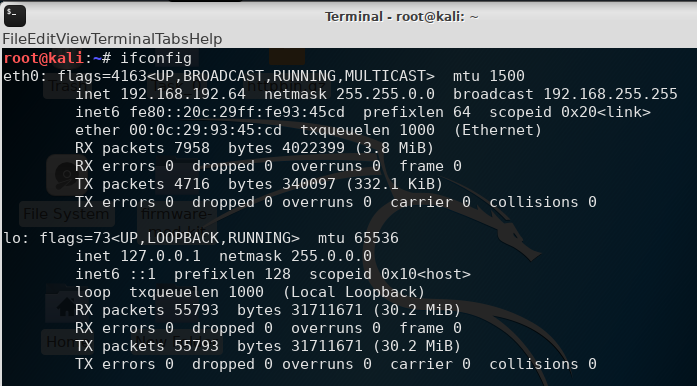 Terminal - root@kali: ~
FileEditViewTerminalTabsHelp
root@kali:~# ifconfig
eth0: flags=4163<UP,BROADCAST,RUNNING,MULTICAST>  mtu 1500
        inet 192.168.192.64  netmask 255.255.0.0  broadcast 192.168.255.255
        inet6 fe80::20c:29ff:fe93:45cd  prefixlen 64  scopeid 0x20<link>
        ether 00:0c:29:93:45:cd  txqueuelen 1000  (Ethernet)
        RX packets 7958  bytes 4022399 (3.8 MiB)
        RX errors 0  dropped 0  overruns 0  frame 0
        TX packets 4716  bytes 340097 (332.1 KiB)
        TX errors 0  dropped 0 overruns 0  carrier 0  collisions 0
File System
firmware-
lo: flags=73<UP,LOOPBACK,RUNNING>  mtu 65536
        inet 127.0.0.1  netmask 255.0.0.0
        inet6 ::1  prefixlen 128  scopeid 0x10<host>
        loop  txqueuelen 1000  (Local Loopback)
        RX packets 55793  bytes 31711671 (30.2 MiB)
        RX errors 0  dropped 0  overruns 0  frame 0
        TX packets 55793  bytes 31711671 (30.2 MiB)
        TX errors 0  dropped 0 overruns 0  carrier 0  collisions 0